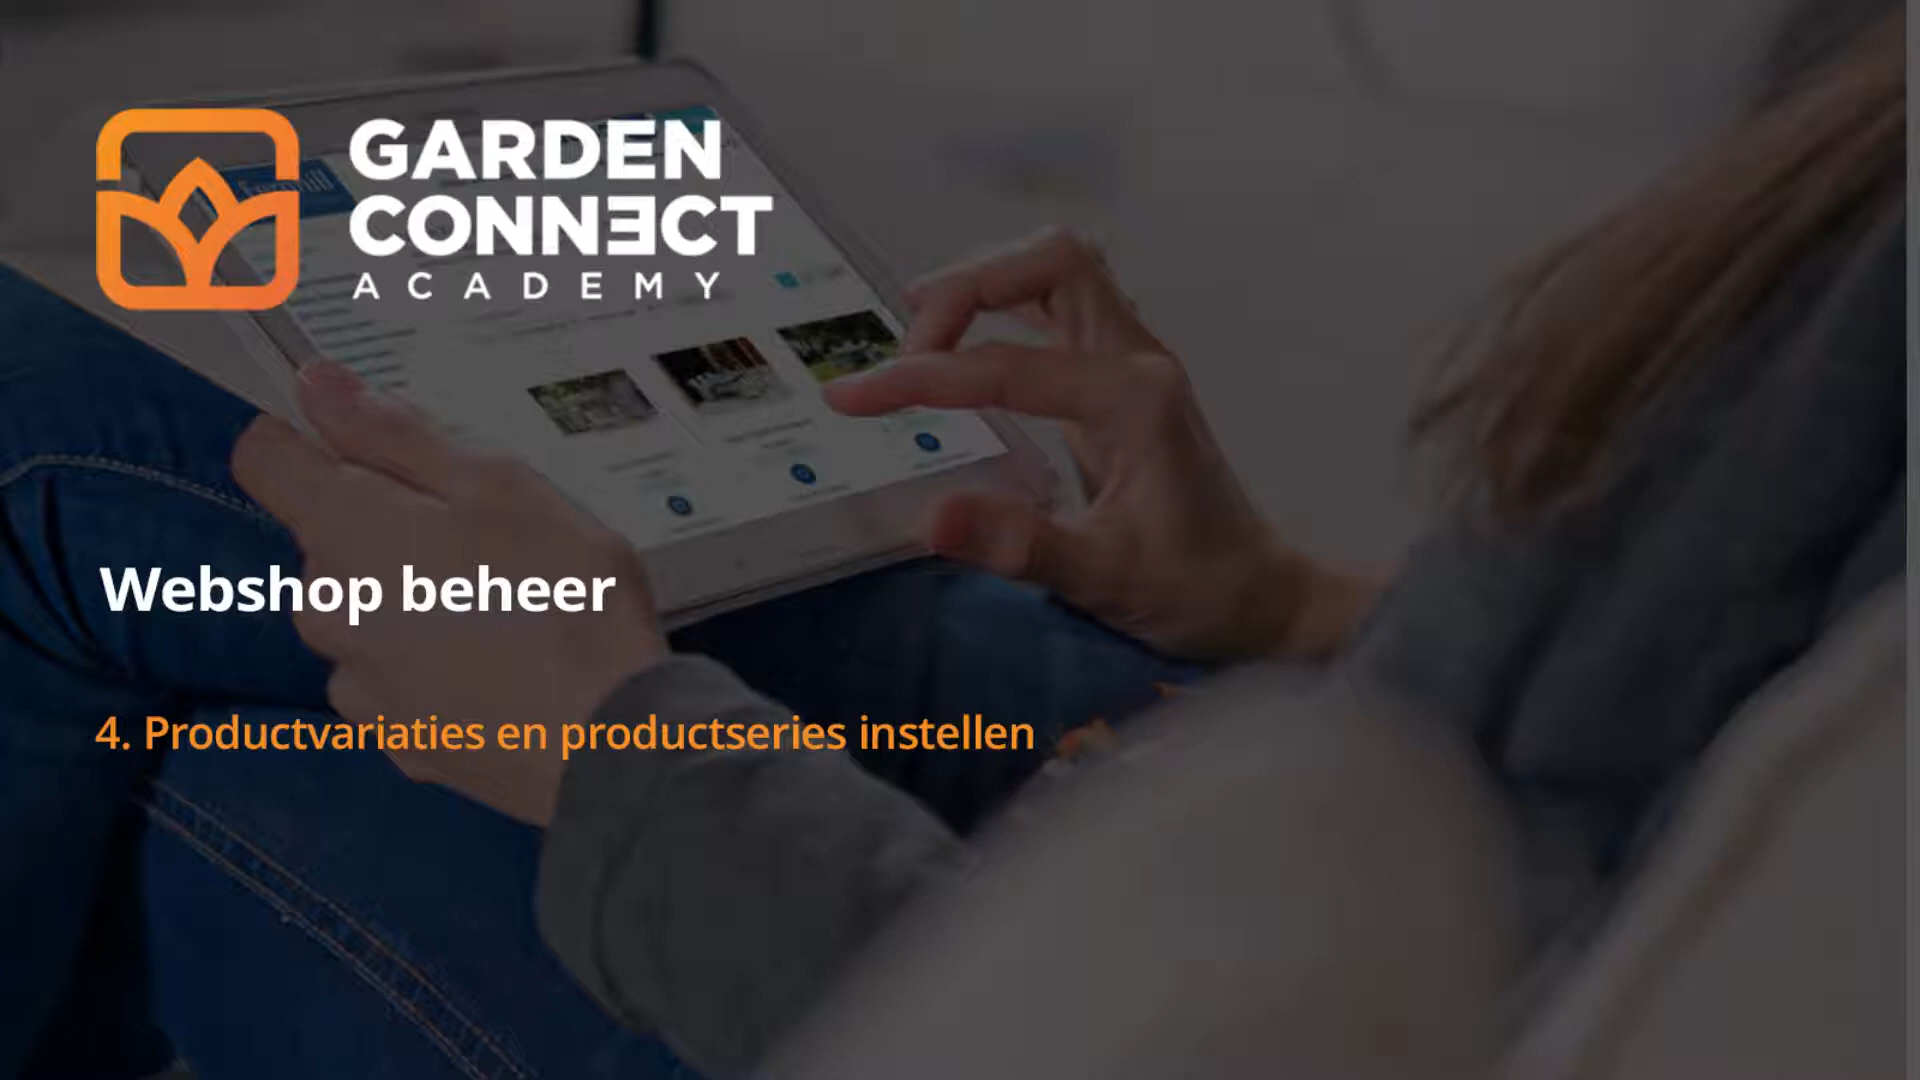 GARDEN
CONNECT
ACADEMY
Webshop beheer
4. Productvariaties en productseries instellen